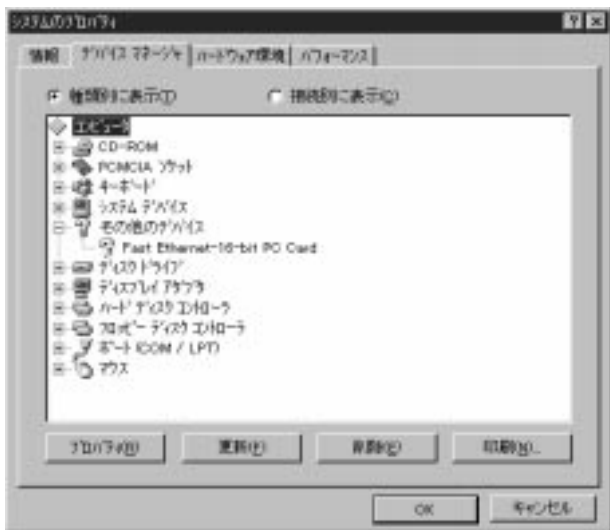 システムのプロパティ
情報 デバイス マネージャ ハードウェア環境 パフォーマンス
種類別に表示(T) 接続別に表示(C)
コンピュータ
CD-ROM
PCMCIA ソケット
キーボード
システム デバイス
その他のデバイス
Fast Ethernet-16-bit PC Card
ディスク ドライブ
ディスプレイ アダプタ
ハード ディスク コントローラ
フロッピー ディスク コントローラ
ポート (COM / LPT)
マウス
プロパティ(R) 更新(F) 削除(E) 印刷(N)...
OK キャンセル